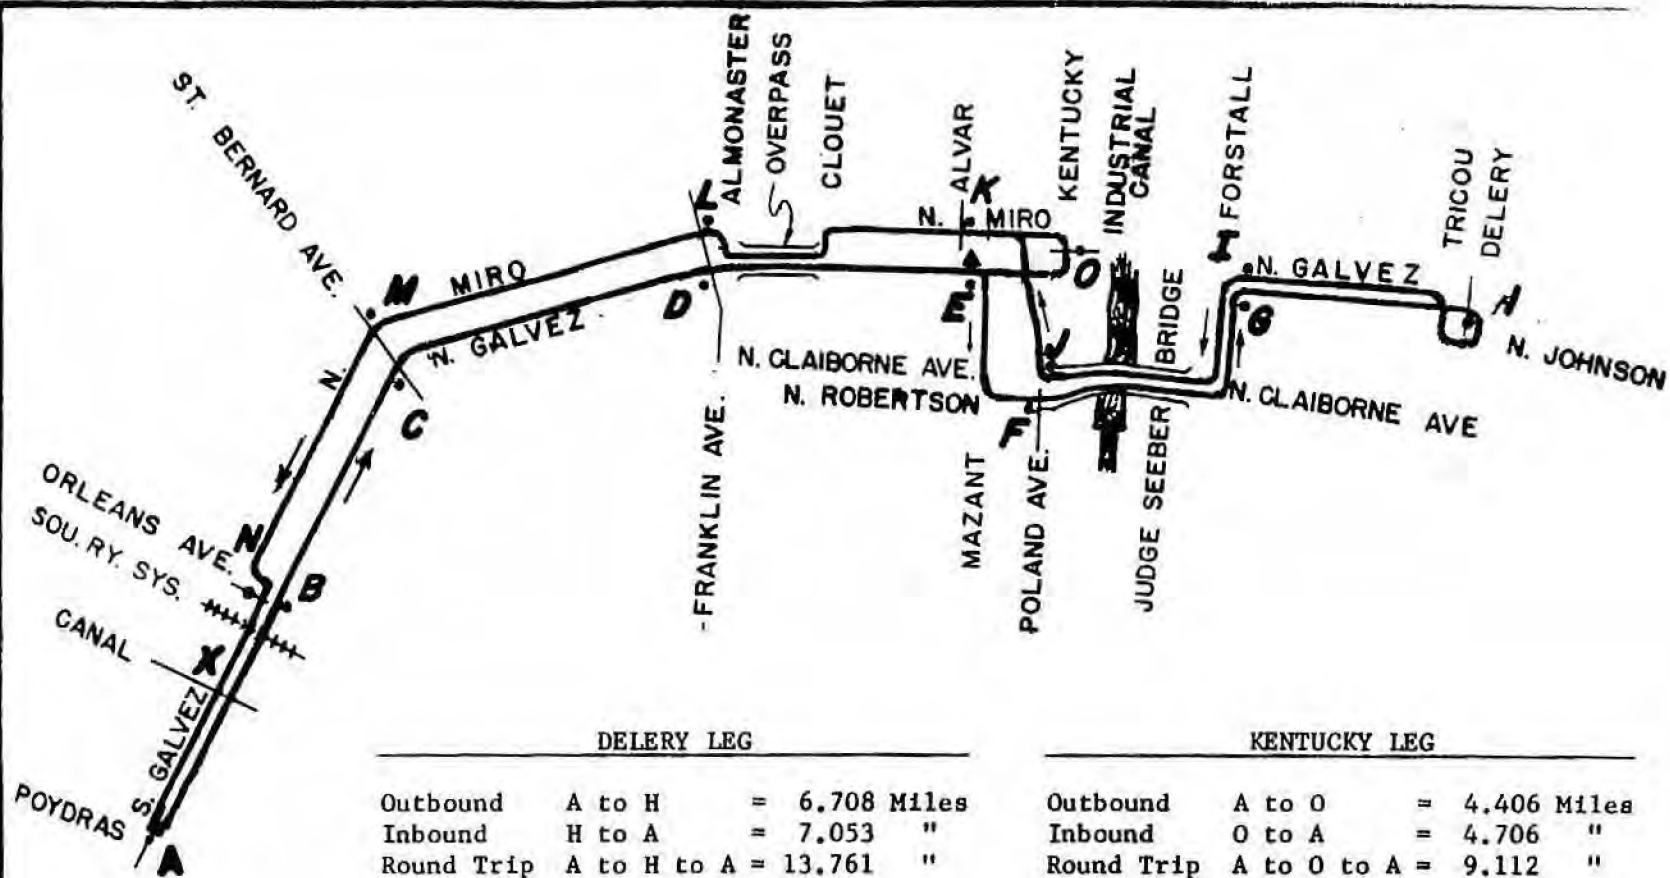 ST. BERNARD AVE.
ALMONASTER
OVERPASS
CLOUET
ALVAR
KENTUCKY
INDUSTRIAL
CANAL
FORSTALL
TRICOU
DELERY
L
K
N. MIRO
I
N. GALVEZ
O
M
MIRO
D
E
J
BRIDGE
G
N. JOHNSON
N. GALVEZ
N.
C
N. CLAIBORNE AVE.
N. ROBERTSON
F
N. CLAIBORNE AVE
ORLEANS AVE.
SOU. RY. SYS.
N
B
FRANKLIN AVE.
MAZANT
POLAND AVE.
JUDGE SEEBER
CANAL
X
S. GALVEZ
POYDRAS
A
DELERY LEG
Outbound A to H = 6.708 Miles
Inbound H to A = 7.053 "
Round Trip A to H to A = 13.761 "
KENTUCKY LEG
Outbound A to O = 4.406 Miles
Inbound O to A = 4.706 "
Round Trip A to O to A = 9.112 "